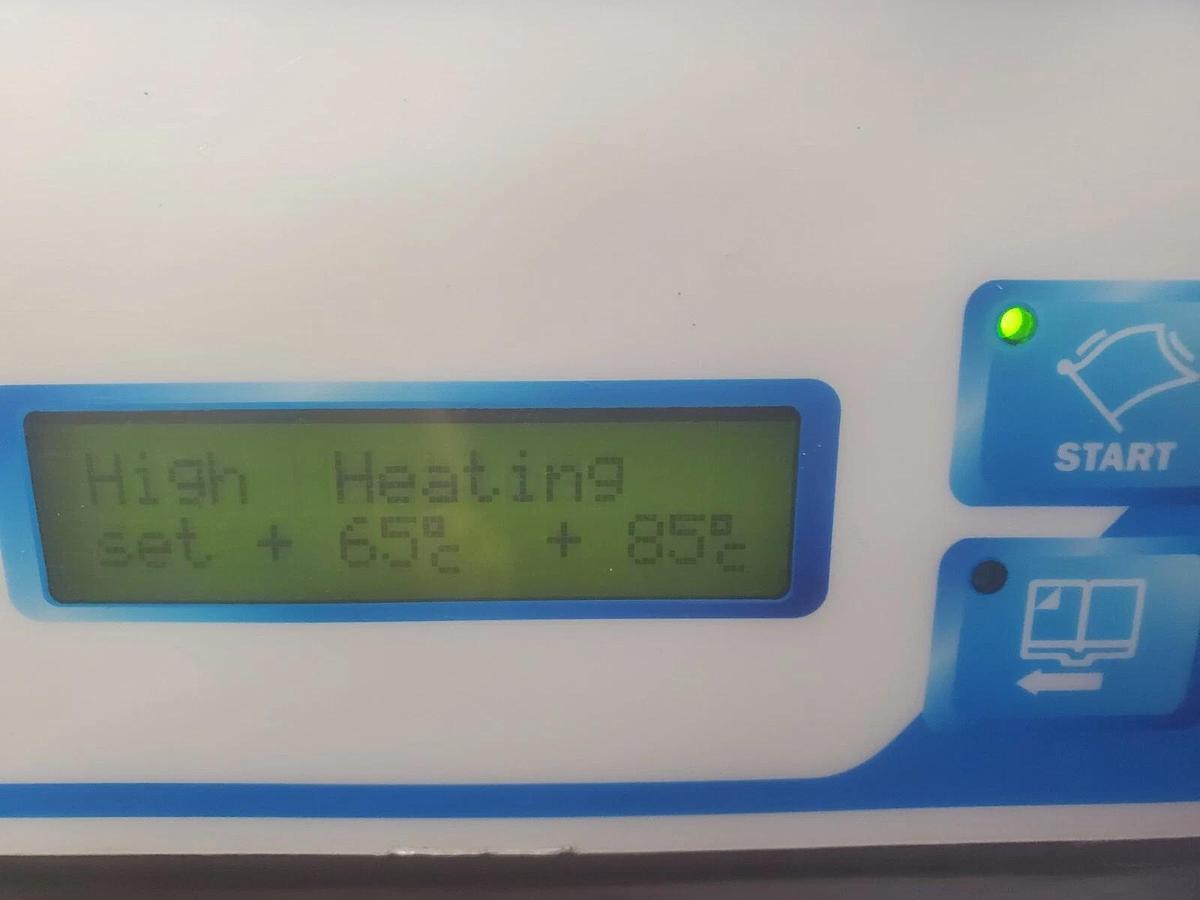 High Heating
set + 65°c + 85°c
START